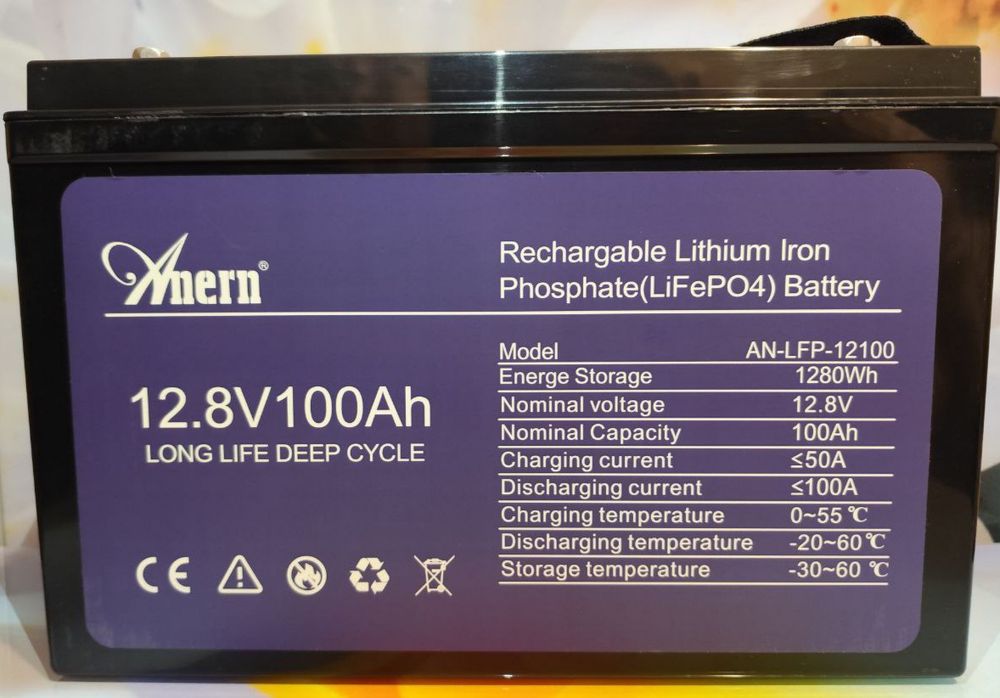 Anern®
Rechargable Lithium Iron
Phosphate(LiFePO4) Battery
12.8V100Ah
LONG LIFE DEEP CYCLE
Model AN-LFP-12100
Energe Storage 1280Wh
Nominal voltage 12.8V
Nominal Capacity 100Ah
Charging current ≤50A
Discharging current ≤100A
Charging temperature 0~55 ℃
Discharging temperature -20~60℃
Storage temperature -30~60 ℃
CE